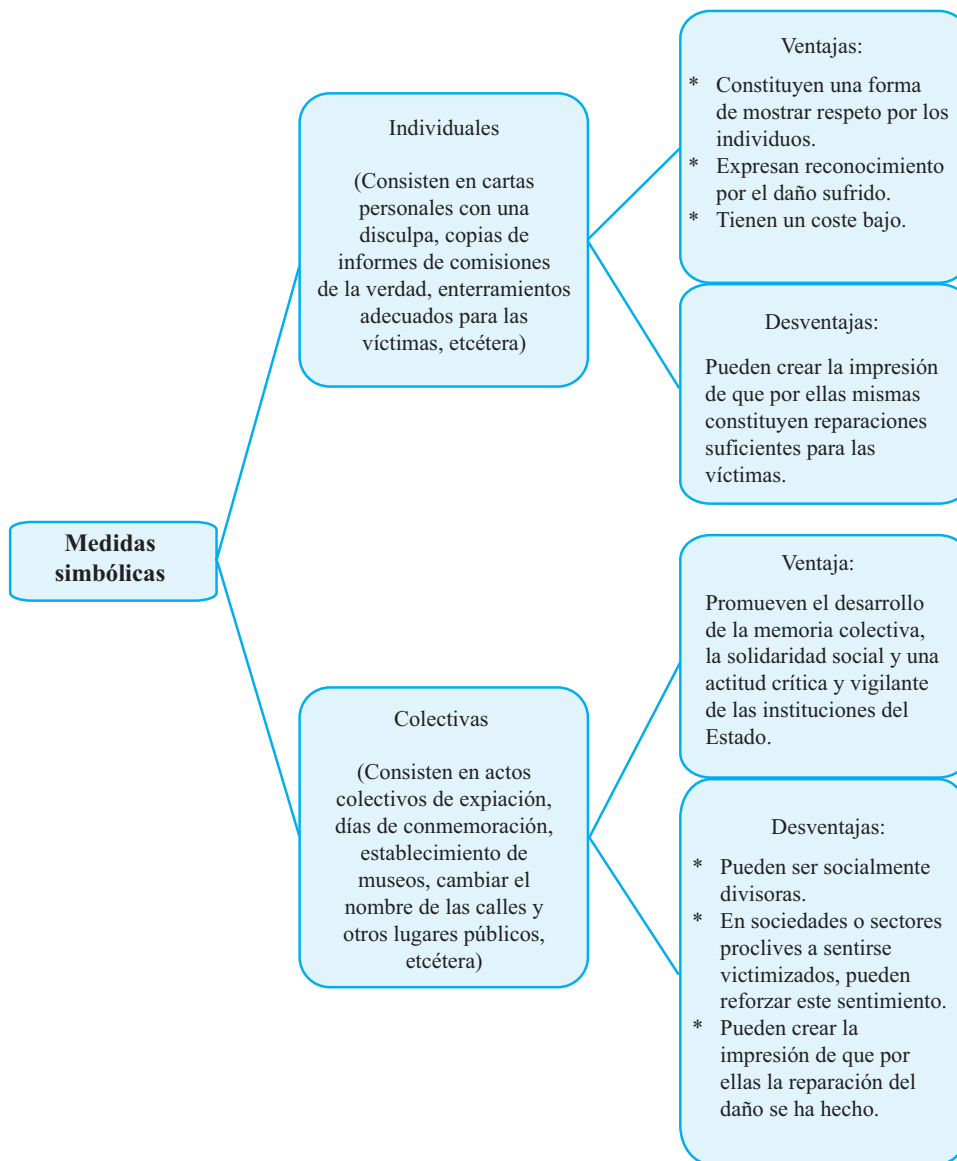 Medidas
simbólicas
Individuales
(Consisten en cartas
personales con una
disculpa, copias de
informes de comisiones
de la verdad, enterramientos
adecuados para las
víctimas, etcétera)
Ventajas:
* Constituyen una forma
de mostrar respeto por los
individuos.
* Expresan reconocimiento
por el daño sufrido.
* Tienen un coste bajo.
Desventajas:
Pueden crear la impresión
de que por ellas mismas
constituyen reparaciones
suficientes para las
víctimas.
Colectivas
(Consisten en actos
colectivos de expiación,
días de conmemoración,
establecimiento de
museos, cambiar el
nombre de las calles y
otros lugares públicos,
etcétera)
Ventaja:
Promueven el desarrollo
de la memoria colectiva,
la solidaridad social y una
actitud crítica y vigilante
de las instituciones del
Estado.
Desventajas:
* Pueden ser socialmente
divisoras.
* En sociedades o sectores
proclives a sentirse
victimizados, pueden
reforzar este sentimiento.
* Pueden crear la
impresión de que por
ellas la reparación del
daño se ha hecho.